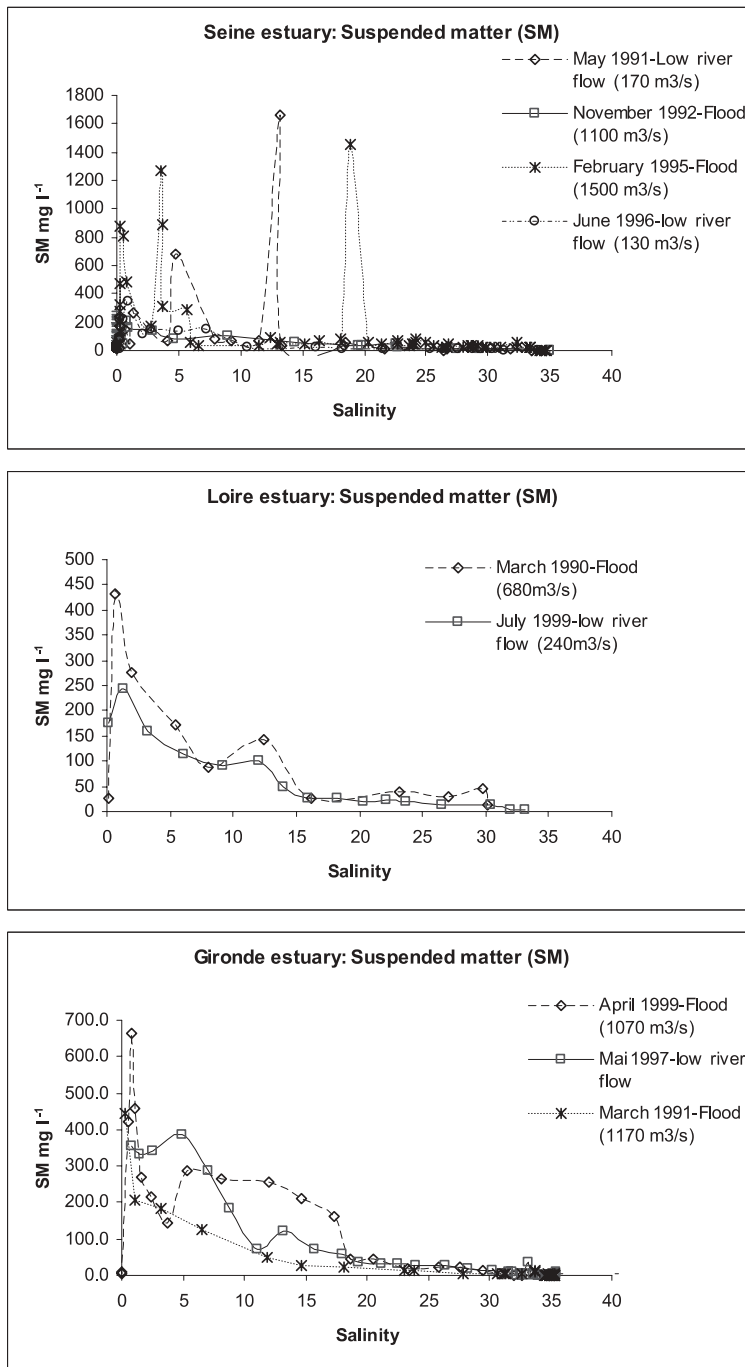 Seine estuary: Suspended matter (SM)
May 1991-Low river
flow (170 m3/s)
November 1992-Flood
(1100 m3/s)
February 1995-Flood
(1500 m3/s)
June 1996-low river
flow (130 m3/s)
SM mg l⁻¹
1800
1600
1400
1200
1000
800
600
400
200
0
0 5 10 15 20 25 30 35 40
Salinity
Loire estuary: Suspended matter (SM)
March 1990-Flood
(680m3/s)
July 1999-low river
flow (240m3/s)
SM mg l⁻¹
500
450
400
350
300
250
200
150
100
50
0
0 5 10 15 20 25 30 35 40
Salinity
Gironde estuary: Suspended matter (SM)
April 1999-Flood
(1070 m3/s)
Mai 1997-low river
flow
March 1991-Flood
(1170 m3/s)
SM mg l⁻¹
700.0
600.0
500.0
400.0
300.0
200.0
100.0
0.0
0 5 10 15 20 25 30 35 40
Salinity